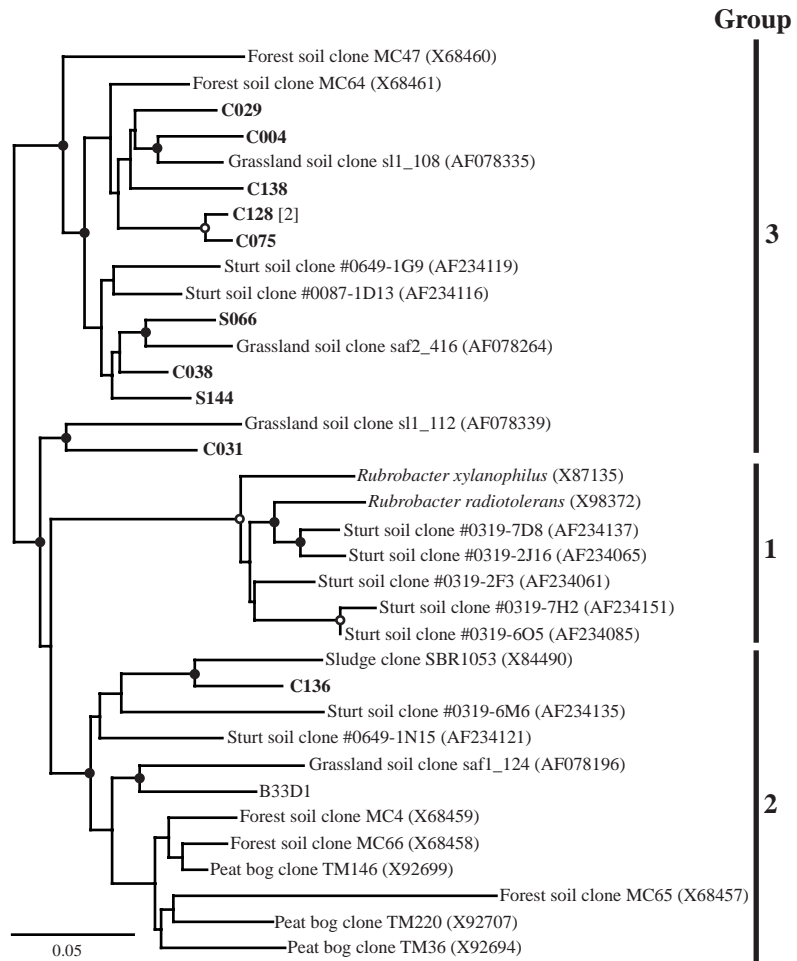 Group
Forest soil clone MC47 (X68460)
Forest soil clone MC64 (X68461)
C029
C004
Grassland soil clone sl1_108 (AF078335)
C138
C128 [2]
C075
3
Sturt soil clone #0649-1G9 (AF234119)
Sturt soil clone #0087-1D13 (AF234116)
S066
Grassland soil clone saf2_416 (AF078264)
C038
S144
Grassland soil clone sl1_112 (AF078339)
C031
Rubrobacter xylanophilus (X87135)
Rubrobacter radiotolerans (X98372)
Sturt soil clone #0319-7D8 (AF234137)
1
Sturt soil clone #0319-2J16 (AF234065)
Sturt soil clone #0319-2F3 (AF234061)
Sturt soil clone #0319-7H2 (AF234151)
Sturt soil clone #0319-6O5 (AF234085)
Sludge clone SBR1053 (X84490)
C136
Sturt soil clone #0319-6M6 (AF234135)
Sturt soil clone #0649-1N15 (AF234121)
Grassland soil clone saf1_124 (AF078196)
B33D1
2
Forest soil clone MC4 (X68459)
Forest soil clone MC66 (X68458)
Peat bog clone TM146 (X92699)
Forest soil clone MC65 (X68457)
Peat bog clone TM220 (X92707)
Peat bog clone TM36 (X92694)
0.05